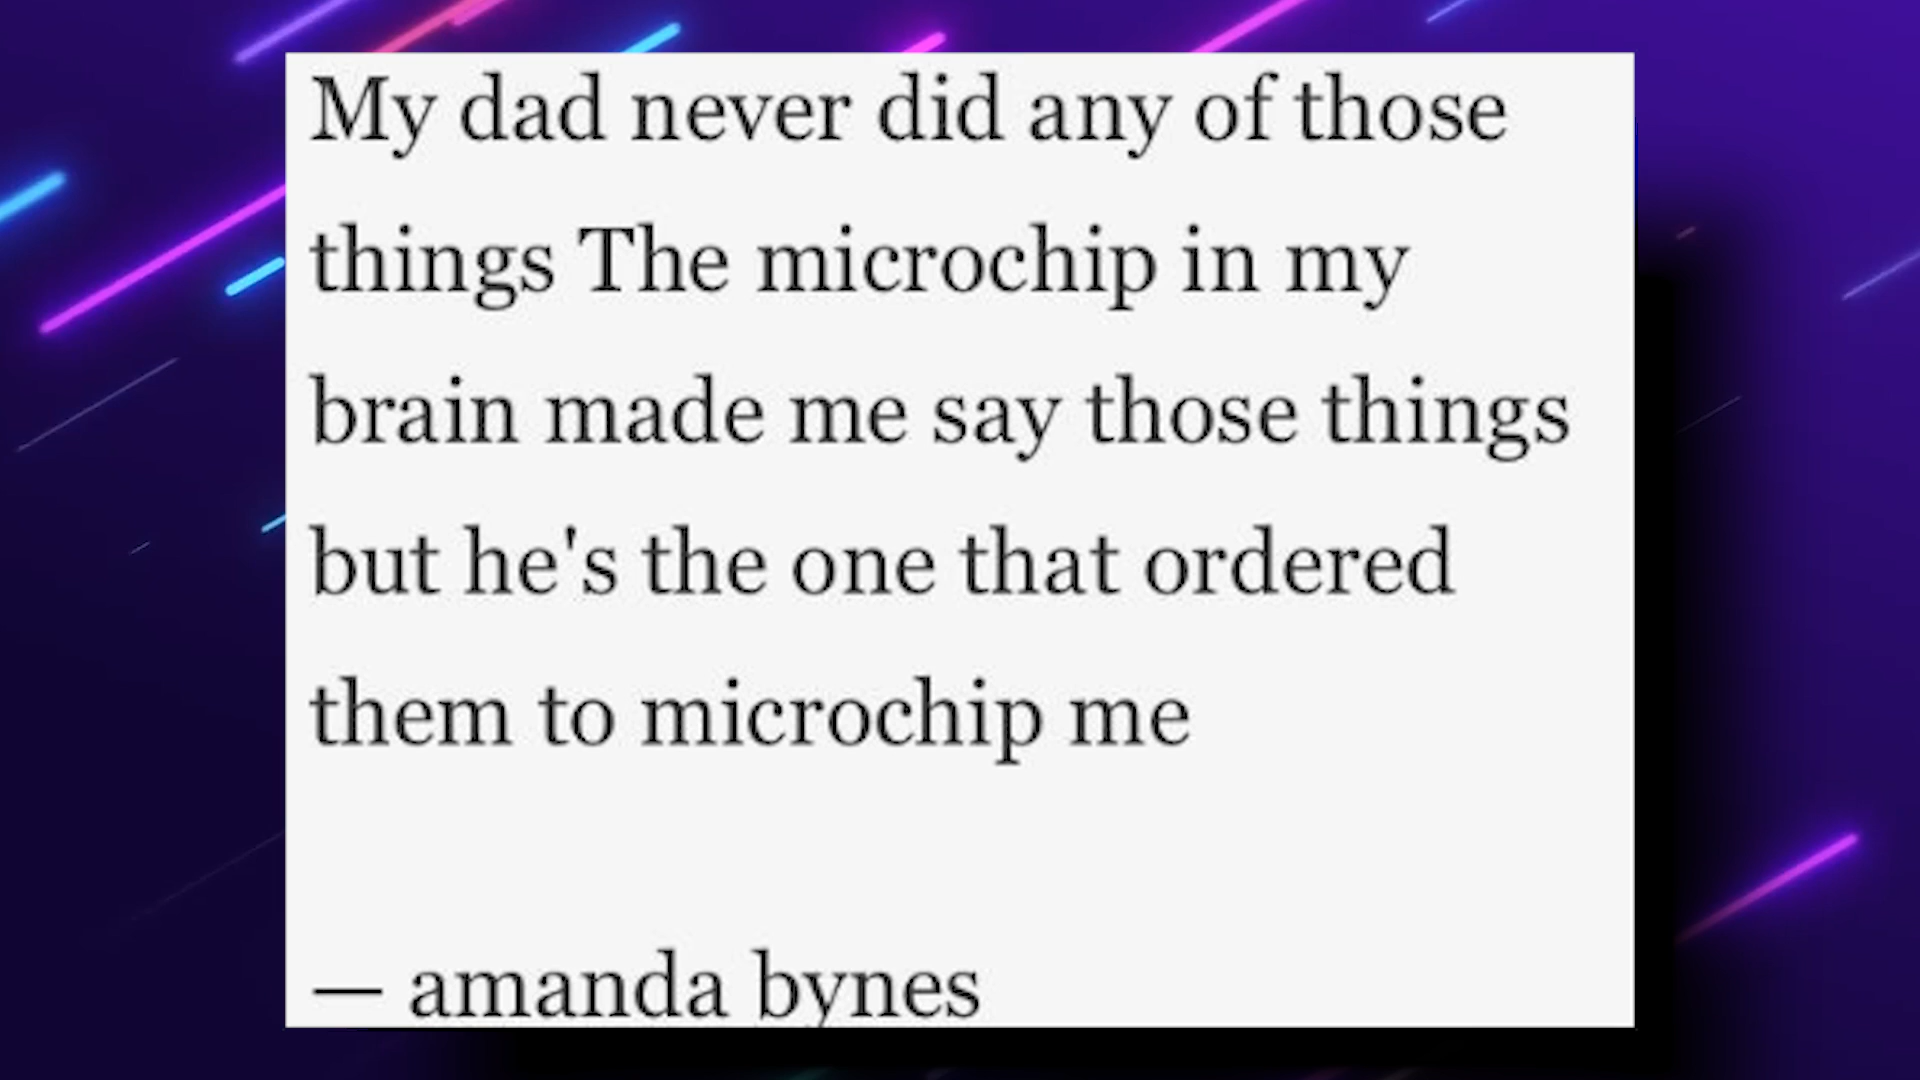 My dad never did any of those
things The microchip in my
brain made me say those things
but he's the one that ordered
them to microchip me
— amanda bynes